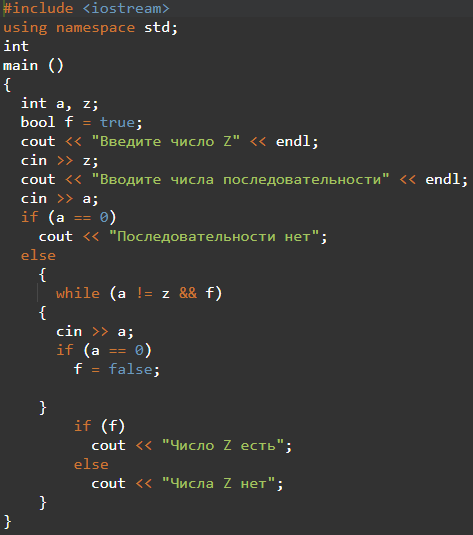 #include <iostream>
using namespace std;
int
main ()
{
int a, z;
bool f = true;
cout << "Введите число Z" << endl;
cin >> z;
cout << "Вводите числа последовательности" << endl;
cin >> a;
if (a == 0)
cout << "Последовательности нет";
else
{
while (a != z && f)
{
cin >> a;
if (a == 0)
f = false;
}
if (f)
cout << "Число Z есть";
else
cout << "Числа Z нет";
}
}